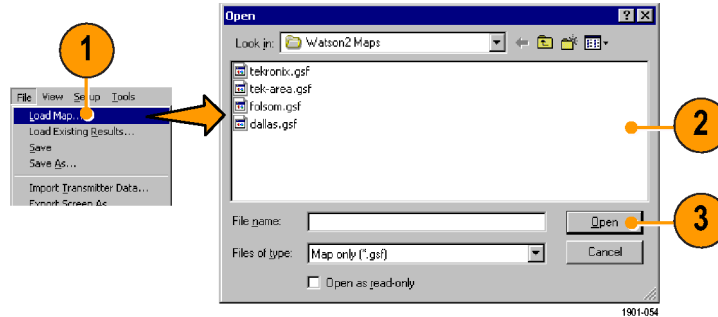 1
File View Setup Tools
Load Map...
Load Existing Results...
Save
Save As...
Import Transmitter Data...
Export Screen As
Open
Look in: Watson2 Maps
tekronix.gsf
tek-area.gsf
folsom.gsf
dallas.gsf
2
File name:
Open
3
Files of type: Map only (*.gsf)
Cancel
Open as read-only
1901-054